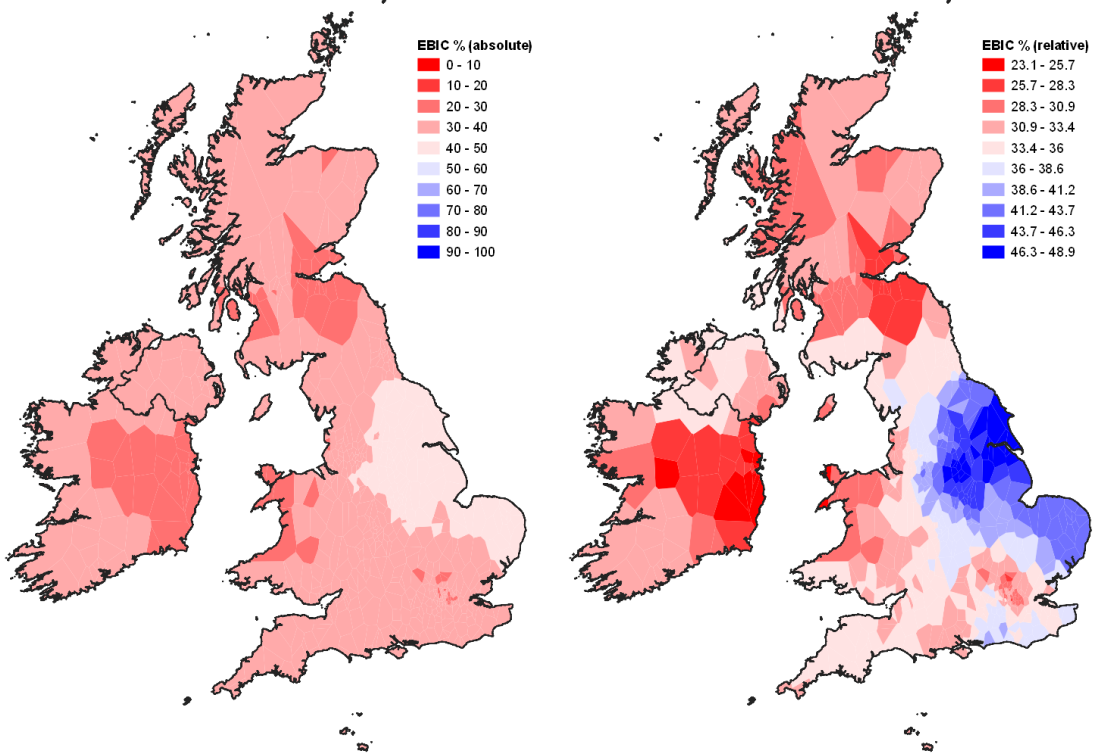 EBIC % (absolute)
0 - 10
10 - 20
20 - 30
30 - 40
40 - 50
50 - 60
60 - 70
70 - 80
80 - 90
90 - 100
EBIC % (relative)
23.1 - 25.7
25.7 - 28.3
28.3 - 30.9
30.9 - 33.4
33.4 - 36
36 - 38.6
38.6 - 41.2
41.2 - 43.7
43.7 - 46.3
46.3 - 48.9